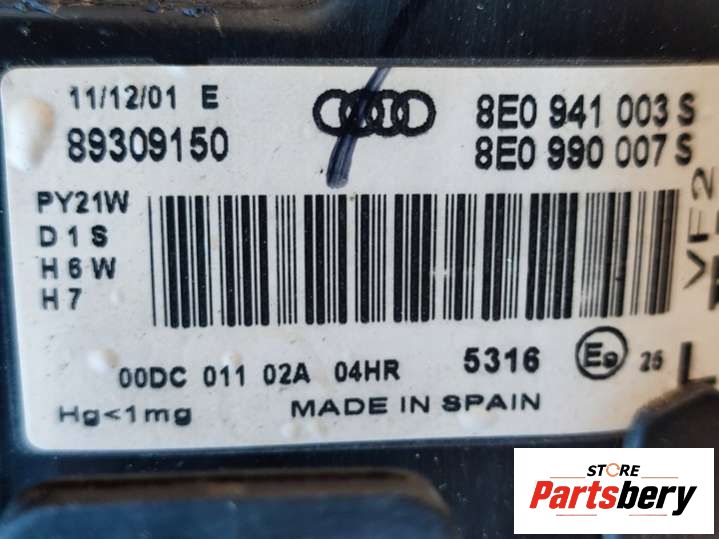 11/12/01 E
8E0 941 003 S
89309150
8E0 990 007 S
PY21W
D1S
H6W
H7
VF2
00DC 011 02A 04HR
5316
E9
25
L
Hg<1mg
MADE IN SPAIN
STORE
Partsbery